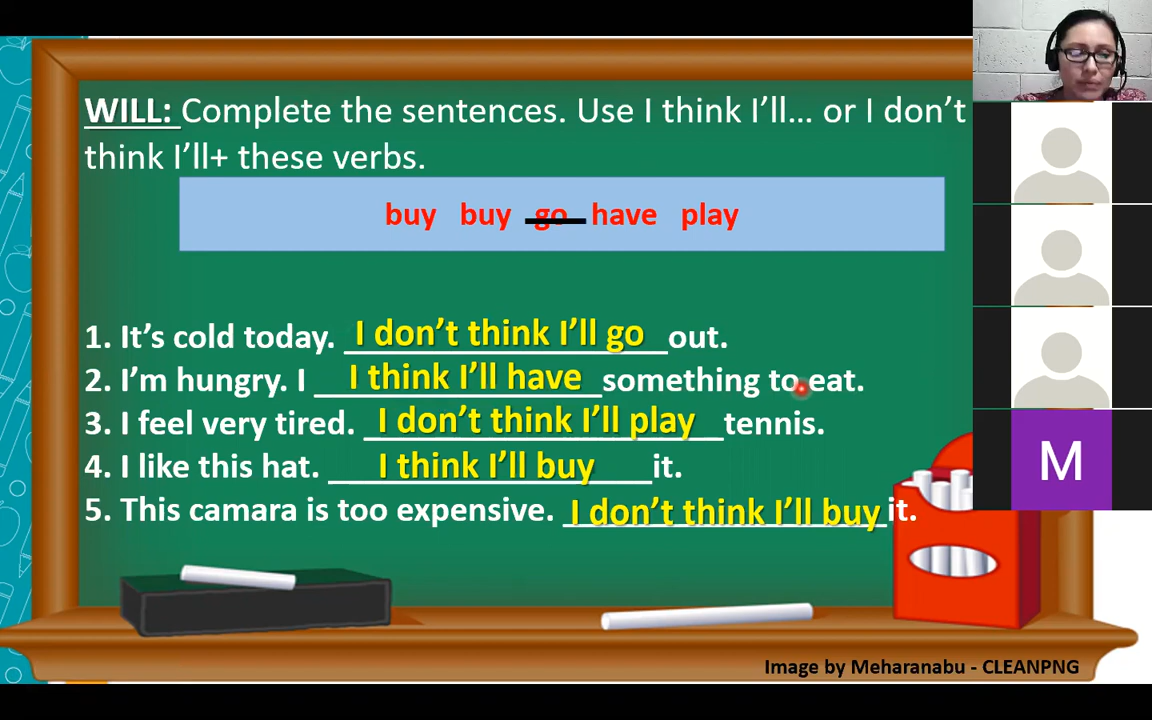 WILL: Complete the sentences. Use I think I'll... or I don't
think I'll+ these verbs.
buy buy go have play
1. It's cold today. I don't think I'll go out.
2. I'm hungry. I I think I'll have something to eat.
3. I feel very tired. I don't think I'll play tennis.
4. I like this hat. I think I'll buy it.
5. This camara is too expensive. I don't think I'll buy it.
M
Image by Meharanabu - CLEANPNG